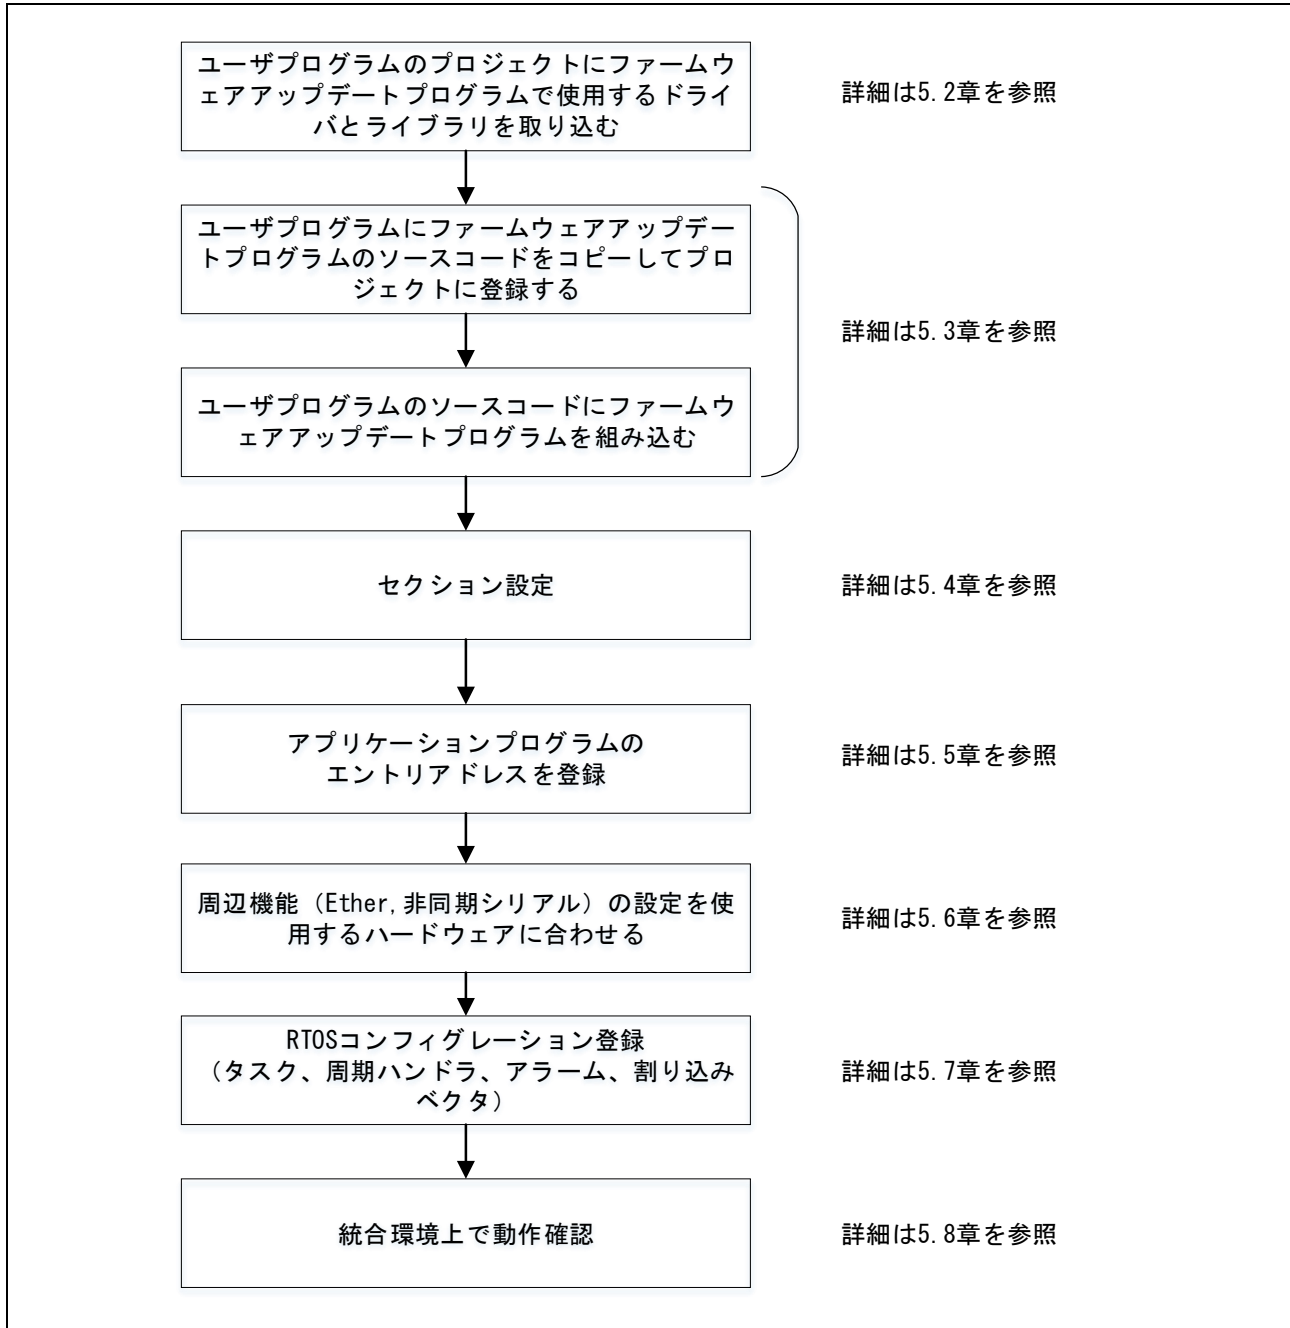 ユーザプログラムのプロジェクトにファームウ
ェアアップデートプログラムで使用するドライ
バとライブラリを取り込む
詳細は5.2章を参照
ユーザプログラムにファームウェアアップデー
トプログラムのソースコードをコピーしてプロ
ジェクトに登録する
詳細は5.3章を参照
ユーザプログラムのソースコードにファームウ
ェアアップデートプログラムを組み込む
セクション設定
詳細は5.4章を参照
アプリケーションプログラムの
エントリアドレスを登録
詳細は5.5章を参照
周辺機能（Ether,非同期シリアル）の設定を使
用するハードウェアに合わせる
詳細は5.6章を参照
RTOSコンフィグレーション登録
（タスク、周期ハンドラ、アラーム、割り込み
ベクタ）
詳細は5.7章を参照
統合環境上で動作確認
詳細は5.8章を参照